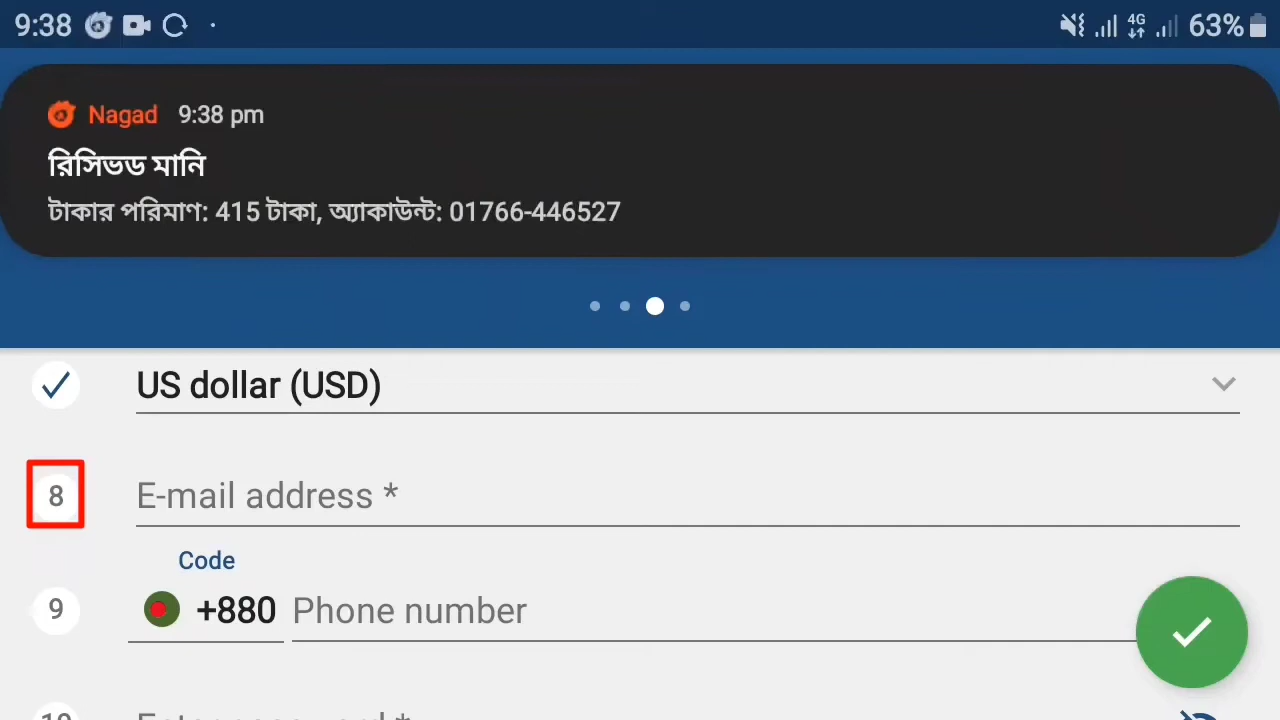 9:38 4G 63%
Nagad 9:38 pm
রিসিভড মানি
টাকার পরিমাণ: 415 টাকা, অ্যাকাউন্ট: 01766-446527
US dollar (USD)
8 E-mail address *
Code
9 +880 Phone number